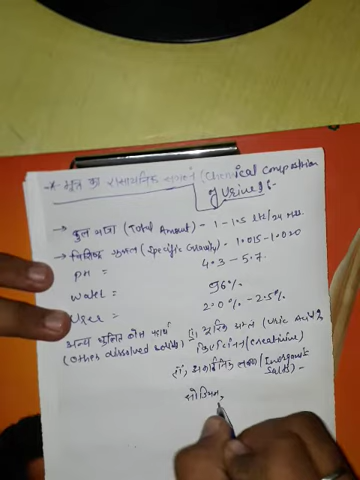 * मूत्र का रासायनिक संगठन (Chemical composition
of Urine):-
→ कुल मात्रा (Total Amount) - 1 - 1.5 ltr/24 Hrs.
→ विशिष्ट गुरुत्व (Specific Gravity) - 1.015-1.020
PH = 4.3 - 5.7
Water = 96%
Urea = 2.0% - 2.5%
अन्य घुलित ठोस पदार्थ (i) यूरिक अम्ल (Uric Acid) &
(Other dissolved solids) क्रिएटिनिन (Creatinine)
(ii) अकार्बनिक लवण (Inorganic
Salts) -
सोडियम,